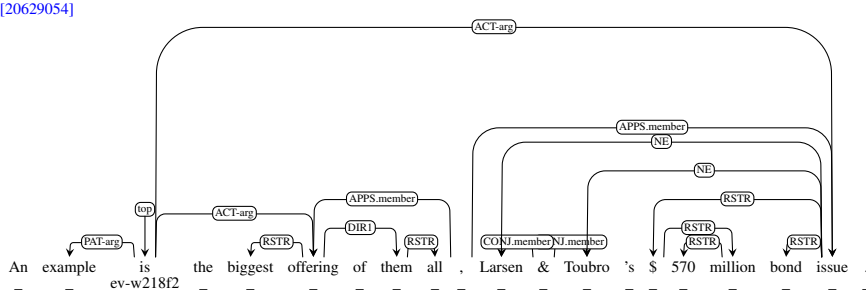 [20629054]
ACT-arg
APPS.member
NE
NE
APPS.member RSTR
top ACT-arg
DIR1 RSTR
PAT-arg RSTR RSTR CONJ.member NJ.member RSTR RSTR
An example is the biggest offering of them all , Larsen & Toubro 's $ 570 million bond issue
_ _ ev-w218f2 _ _ _ _ _ _ _ _ _ _ _ _ _ _ _ _